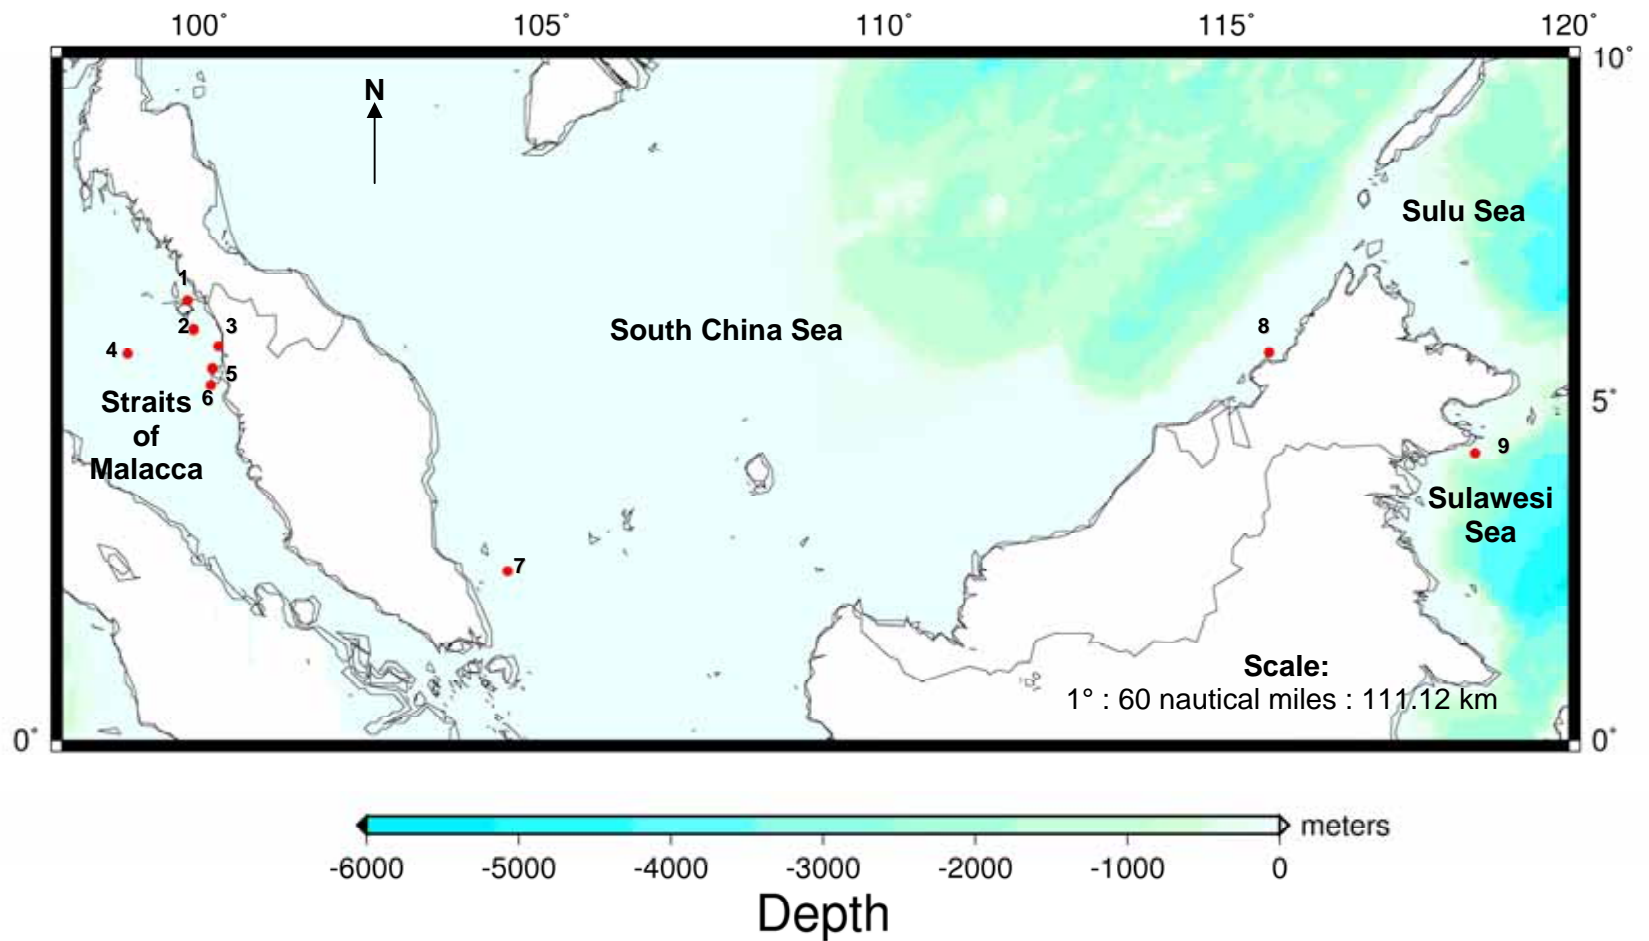 100° 105° 110° 115° 120°
10°
N
Sulu Sea
1
2 3
South China Sea
8
4
5
6
Straits
of
Malacca
5°
9
Sulawesi
Sea
7
Scale:
1° : 60 nautical miles : 111.12 km
0° 0°
meters
-6000 -5000 -4000 -3000 -2000 -1000 0
Depth